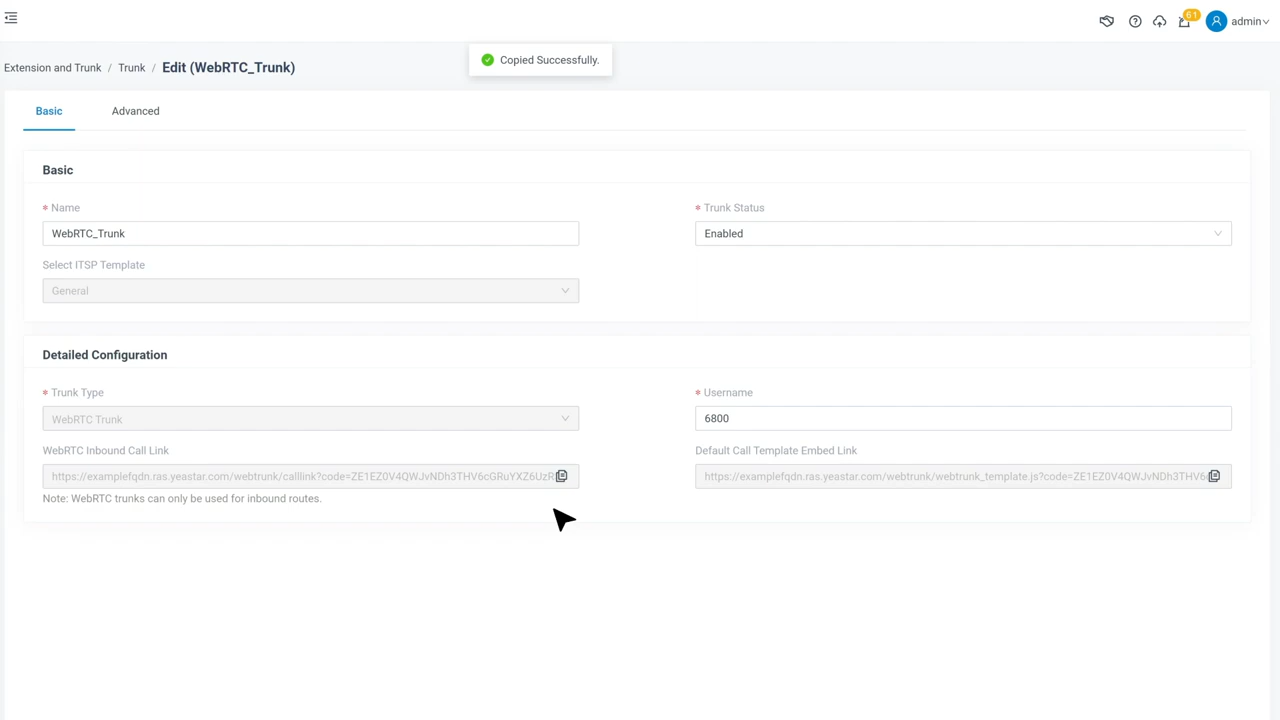 61
admin
Copied Successfully.
Extension and Trunk / Trunk / Edit (WebRTC_Trunk)
Basic
Advanced
Basic
* Name
* Trunk Status
WebRTC_Trunk
Enabled
Select ITSP Template
General
Detailed Configuration
* Trunk Type
* Username
WebRTC Trunk
6800
WebRTC Inbound Call Link
Default Call Template Embed Link
https://examplefqdn.ras.yeastar.com/webtrunk/calllink?code=ZE1EZ0V4QWJvNDh3THV6cGRuYXZ6UzR
https://examplefqdn.ras.yeastar.com/webtrunk/webtrunk_template.js?code=ZE1EZ0V4QWJvNDh3THV6
Note: WebRTC trunks can only be used for inbound routes.